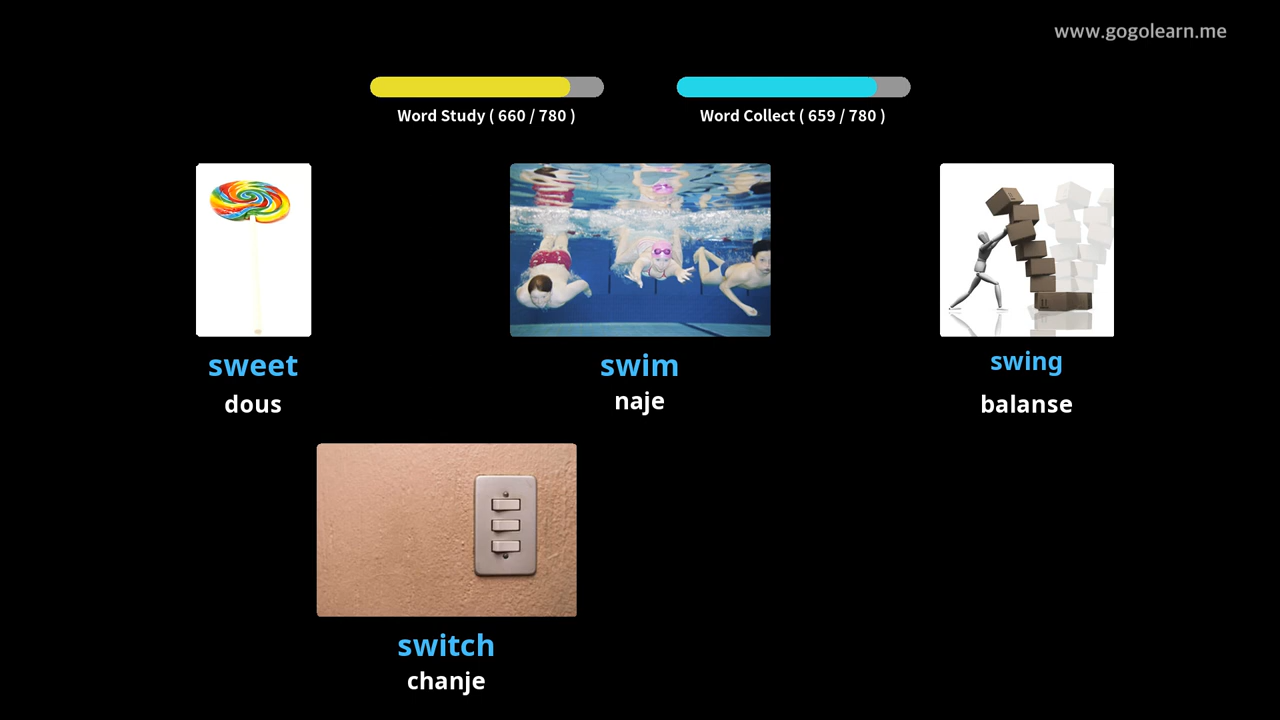 www.gogolearn.me
Word Study ( 660 / 780 )
Word Collect ( 659 / 780 )
sweet
dous
swim
naje
swing
balanse
switch
chanje